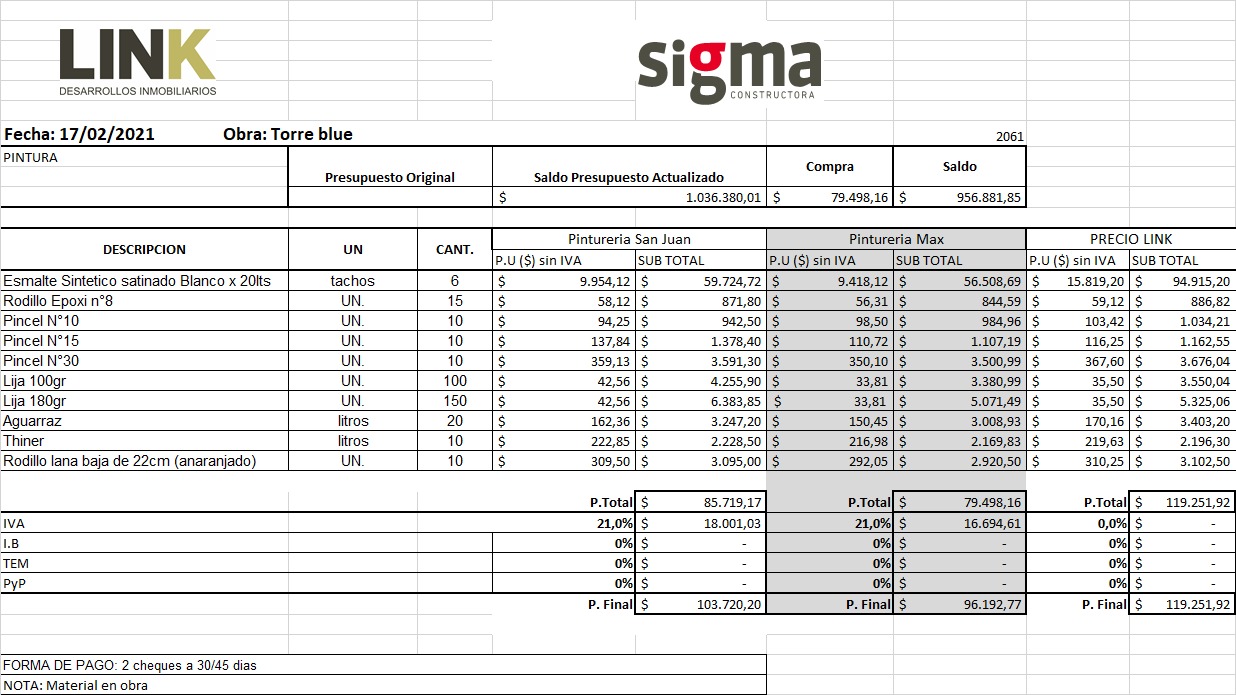 LINK
DESARROLLOS INMOBILIARIOS
sigma
CONSTRUCTORA
Fecha: 17/02/2021 Obra: Torre blue 2061
PINTURA
Presupuesto Original Saldo Presupuesto Actualizado Compra Saldo
$ 1.036.380,01 $ 79.498,16 $ 956.881,85
DESCRIPCION UN CANT. Pintureria San Juan Pintureria Max PRECIO LINK
P.U ($) sin IVA SUB TOTAL P.U ($) sin IVA SUB TOTAL P.U ($) sin IVA SUB TOTAL
Esmalte Sintetico satinado Blanco x 20lts tachos 6 $ 9.954,12 $ 59.724,72 $ 9.418,12 $ 56.508,69 $ 15.819,20 $ 94.915,20
Rodillo Epoxi n°8 UN. 15 $ 58,12 $ 871,80 $ 56,31 $ 844,59 $ 59,12 $ 886,82
Pincel N°10 UN. 10 $ 94,25 $ 942,50 $ 98,50 $ 984,96 $ 103,42 $ 1.034,21
Pincel N°15 UN. 10 $ 137,84 $ 1.378,40 $ 110,72 $ 1.107,19 $ 116,25 $ 1.162,55
Pincel N°30 UN. 10 $ 359,13 $ 3.591,30 $ 350,10 $ 3.500,99 $ 367,60 $ 3.676,04
Lija 100gr UN. 100 $ 42,56 $ 4.255,90 $ 33,81 $ 3.380,99 $ 35,50 $ 3.550,04
Lija 180gr UN. 150 $ 42,56 $ 6.383,85 $ 33,81 $ 5.071,49 $ 35,50 $ 5.325,06
Aguarraz litros 20 $ 162,36 $ 3.247,20 $ 150,45 $ 3.008,93 $ 170,16 $ 3.403,20
Thiner litros 10 $ 222,85 $ 2.228,50 $ 216,98 $ 2.169,83 $ 219,63 $ 2.196,30
Rodillo lana baja de 22cm (anaranjado) UN. 10 $ 309,50 $ 3.095,00 $ 292,05 $ 2.920,50 $ 310,25 $ 3.102,50
P.Total $ 85.719,17 P.Total $ 79.498,16 P.Total $ 119.251,92
IVA 21,0% $ 18.001,03 21,0% $ 16.694,61 0,0% $ -
I.B 0% $ - 0% $ - 0% $ -
TEM 0% $ - 0% $ - 0% $ -
PyP 0% $ - 0% $ - 0% $ -
P. Final $ 103.720,20 P. Final $ 96.192,77 P. Final $ 119.251,92
FORMA DE PAGO: 2 cheques a 30/45 dias
NOTA: Material en obra